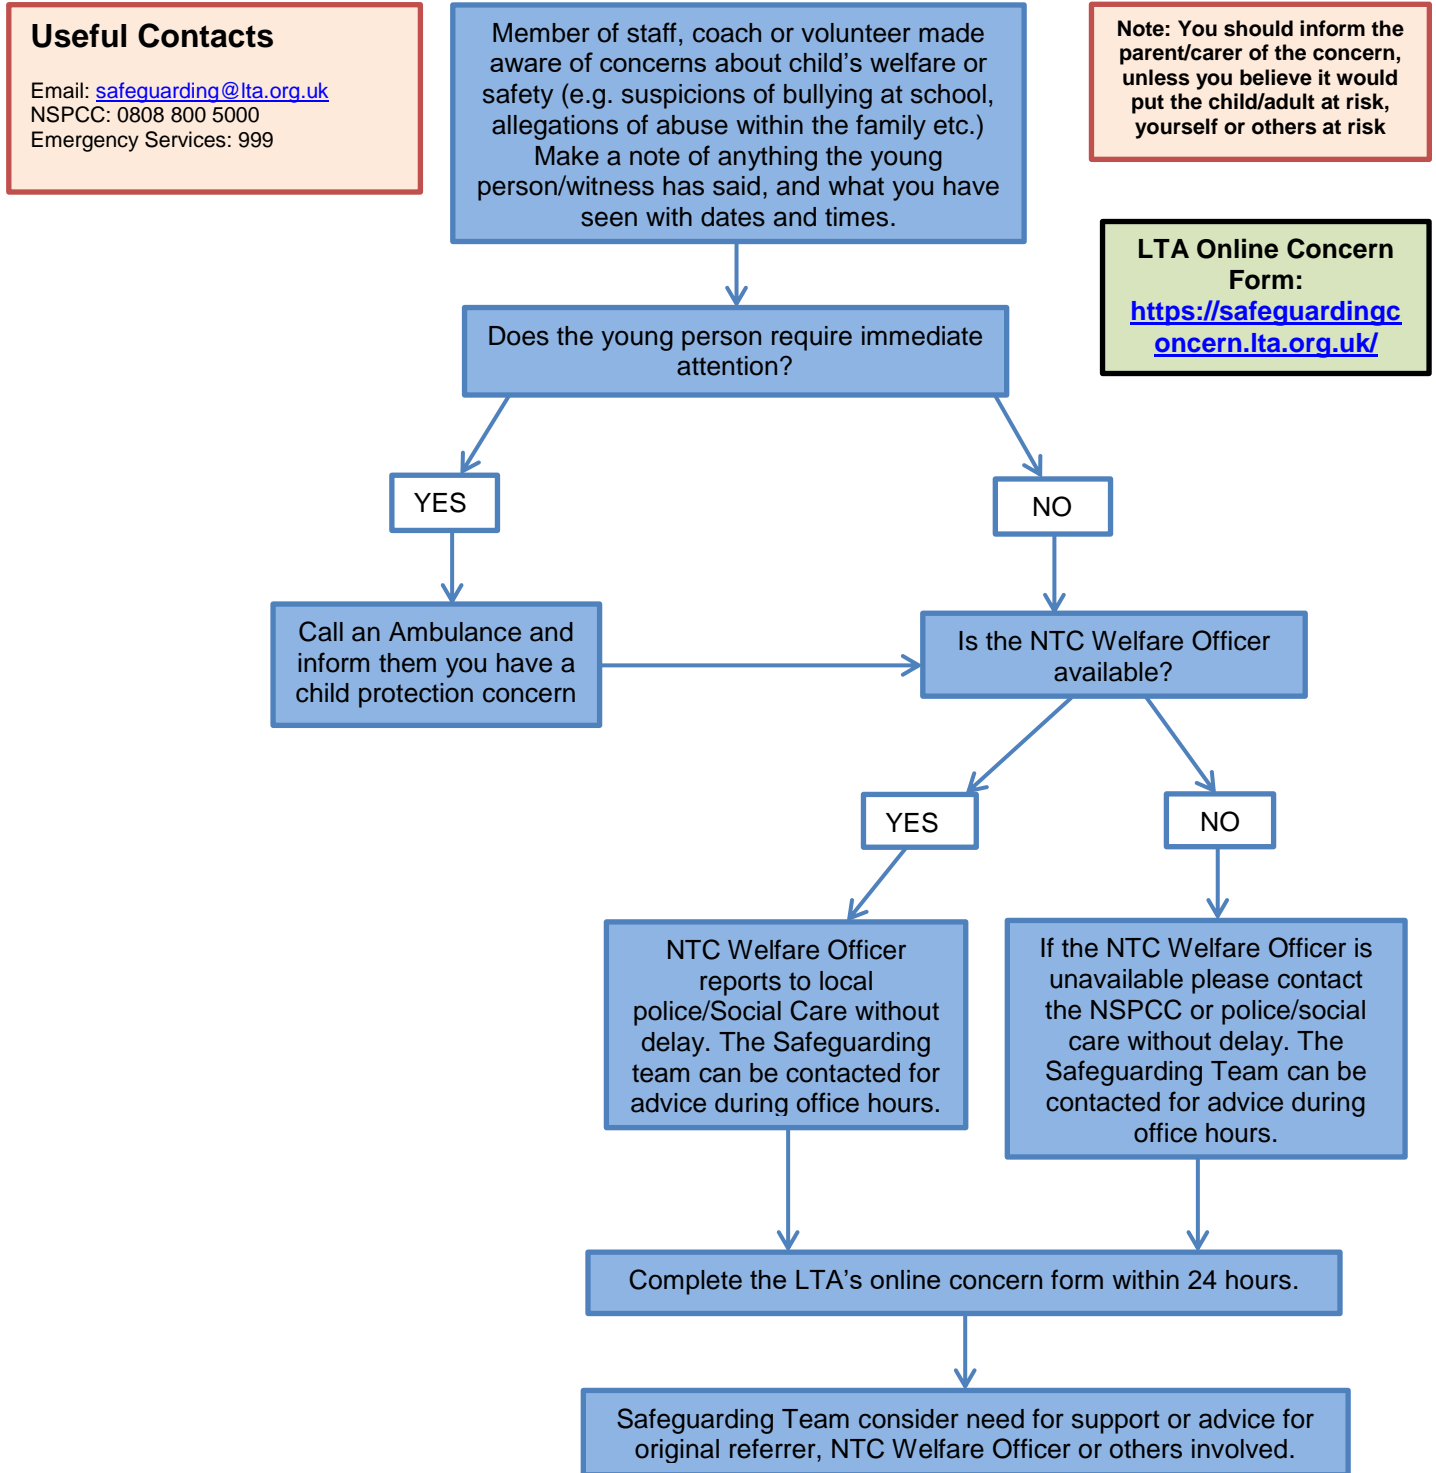 Useful Contacts
Email: safeguarding@lta.org.uk
NSPCC: 0808 800 5000
Emergency Services: 999
Member of staff, coach or volunteer made
aware of concerns about child’s welfare or
safety (e.g. suspicions of bullying at school,
allegations of abuse within the family etc.)
Make a note of anything the young
person/witness has said, and what you have
seen with dates and times.
Note: You should inform the
parent/carer of the concern,
unless you believe it would
put the child/adult at risk,
yourself or others at risk
LTA Online Concern
Form:
https://safeguardingc
oncern.lta.org.uk/
Does the young person require immediate
attention?
YES
NO
Call an Ambulance and
inform them you have a
child protection concern
Is the NTC Welfare Officer
available?
YES
NO
NTC Welfare Officer
reports to local
police/Social Care without
delay. The Safeguarding
team can be contacted for
advice during office hours.
If the NTC Welfare Officer is
unavailable please contact
the NSPCC or police/social
care without delay. The
Safeguarding Team can be
contacted for advice during
office hours.
Complete the LTA’s online concern form within 24 hours.
Safeguarding Team consider need for support or advice for
original referrer, NTC Welfare Officer or others involved.